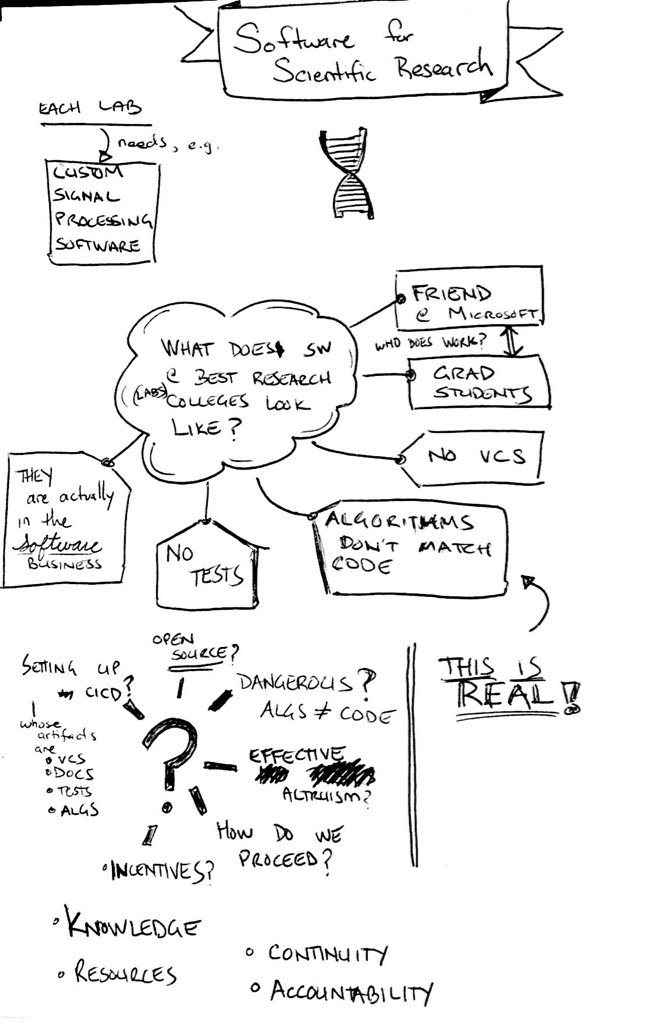 Software for
Scientific Research
EACH LAB
needs, e.g.
CUSTOM
SIGNAL
PROCESSING
SOFTWARE
FRIEND
@ MICROSOFT
WHO DOES WORK?
GRAD
STUDENTS
WHAT DOES SW
@ BEST RESEARCH
(LABS) COLLEGES LOOK
LIKE?
NO VCS
THEY
are actually
in the
Software
BUSINESS
NO
TESTS
ALGORITHMS
DON'T MATCH
CODE
THIS IS
REAL!
OPEN
SOURCE?
SETTING UP
CICD?
whose
artifacts
are
• VCS
• DOCS
• TESTS
• ALGS
DANGEROUS?
ALGS ≠ CODE
EFFECTIVE
ALTRUISM?
HOW DO WE
PROCEED?
• INCENTIVES?
• KNOWLEDGE
• RESOURCES
• CONTINUITY
• ACCOUNTABILITY